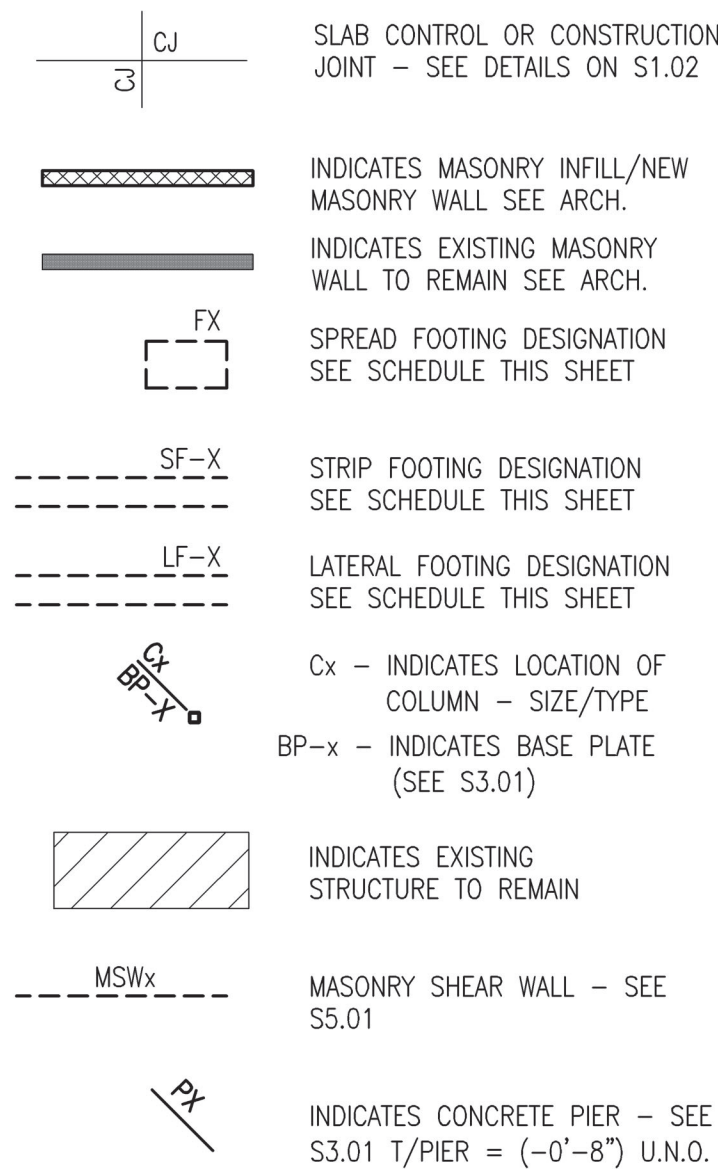 CJ
CJ
SLAB CONTROL OR CONSTRUCTION
JOINT – SEE DETAILS ON S1.02
INDICATES MASONRY INFILL/NEW
MASONRY WALL SEE ARCH.
INDICATES EXISTING MASONRY
WALL TO REMAIN SEE ARCH.
FX
SPREAD FOOTING DESIGNATION
SEE SCHEDULE THIS SHEET
SF–X
STRIP FOOTING DESIGNATION
SEE SCHEDULE THIS SHEET
LF–X
LATERAL FOOTING DESIGNATION
SEE SCHEDULE THIS SHEET
Cx
BP–X
Cx – INDICATES LOCATION OF
COLUMN – SIZE/TYPE
BP–x – INDICATES BASE PLATE
(SEE S3.01)
INDICATES EXISTING
STRUCTURE TO REMAIN
MSWx
MASONRY SHEAR WALL – SEE
S5.01
PX
INDICATES CONCRETE PIER – SEE
S3.01 T/PIER = (–0'–8") U.N.O.